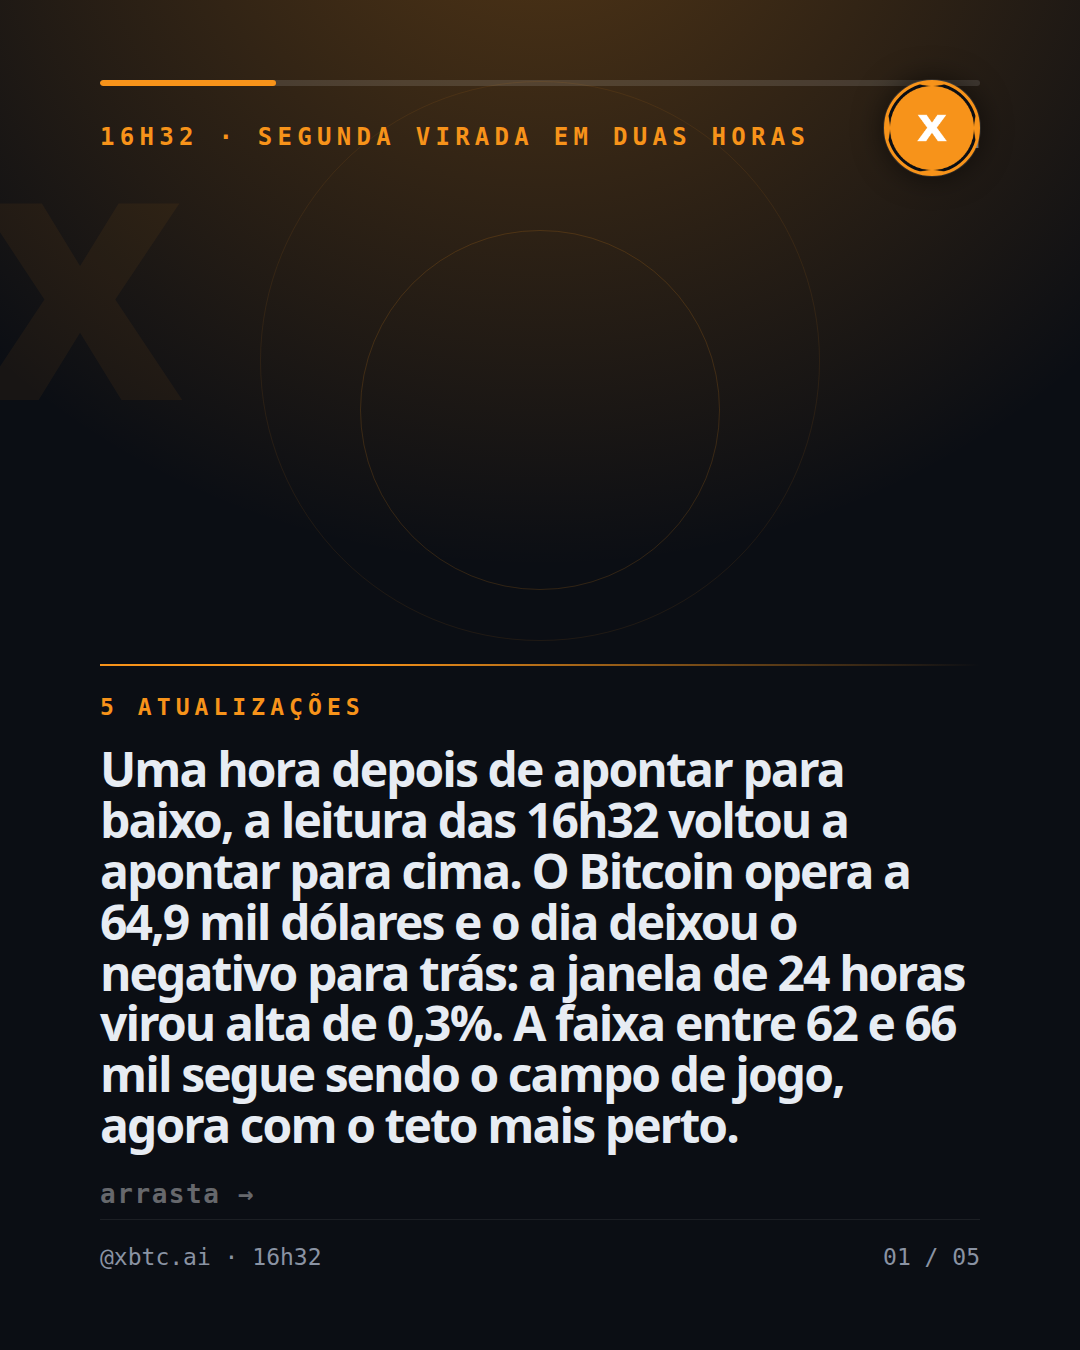 16H32 · SEGUNDA VIRADA EM DUAS HORAS
x
x
5 ATUALIZAÇÕES
Uma hora depois de apontar para
baixo, a leitura das 16h32 voltou a
apontar para cima. O Bitcoin opera a
64,9 mil dólares e o dia deixou o
negativo para trás: a janela de 24 horas
virou alta de 0,3%. A faixa entre 62 e 66
mil segue sendo o campo de jogo,
agora com o teto mais perto.
arrasta →
@xbtc.ai · 16h32
01 / 05